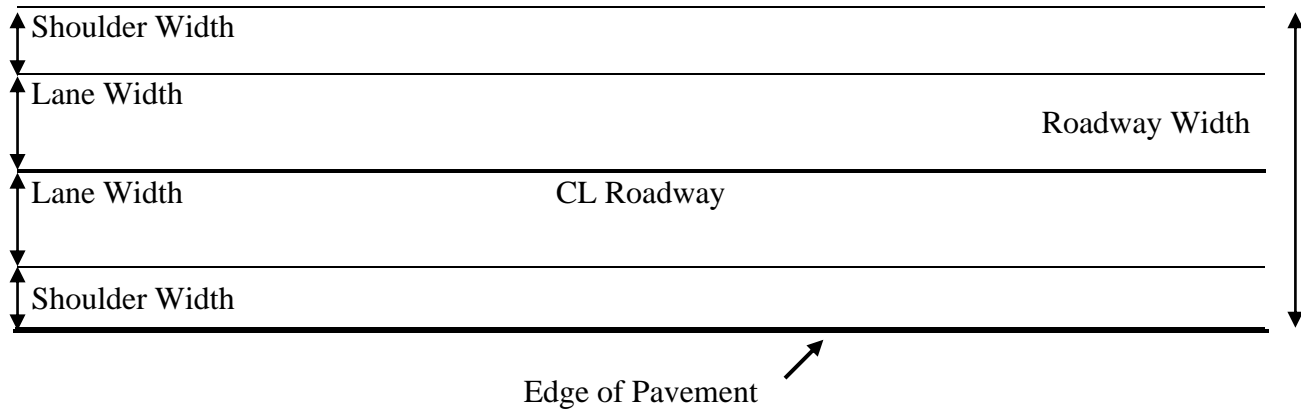 Shoulder Width
Lane Width
Roadway Width
Lane Width
CL Roadway
Shoulder Width
Edge of Pavement